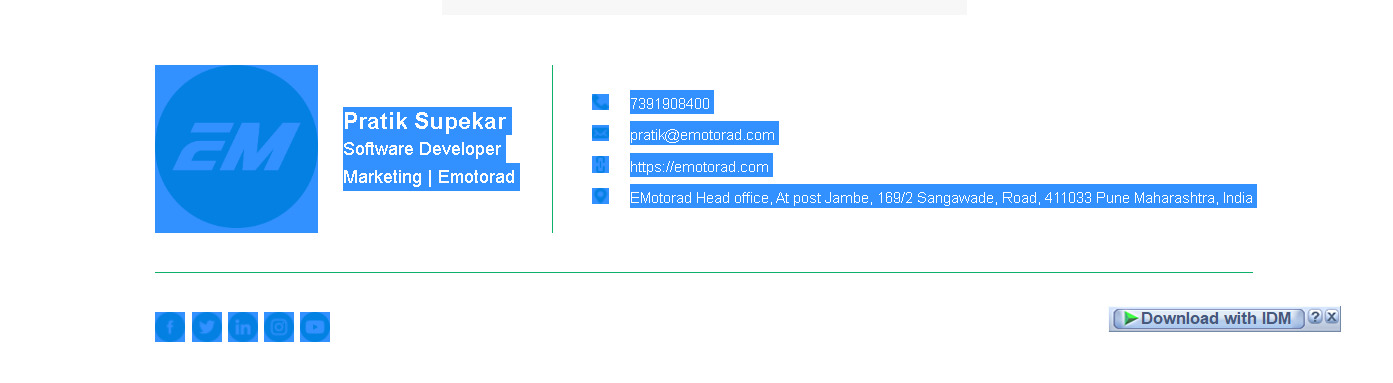 EM
Pratik Supekar
Software Developer
Marketing | Emotorad
7391908400
pratik@emotorad.com
https://emotorad.com
EMotorad Head office, At post Jambe, 169/2 Sangawade, Road, 411033 Pune Maharashtra, India
f
in
Download with IDM ? X